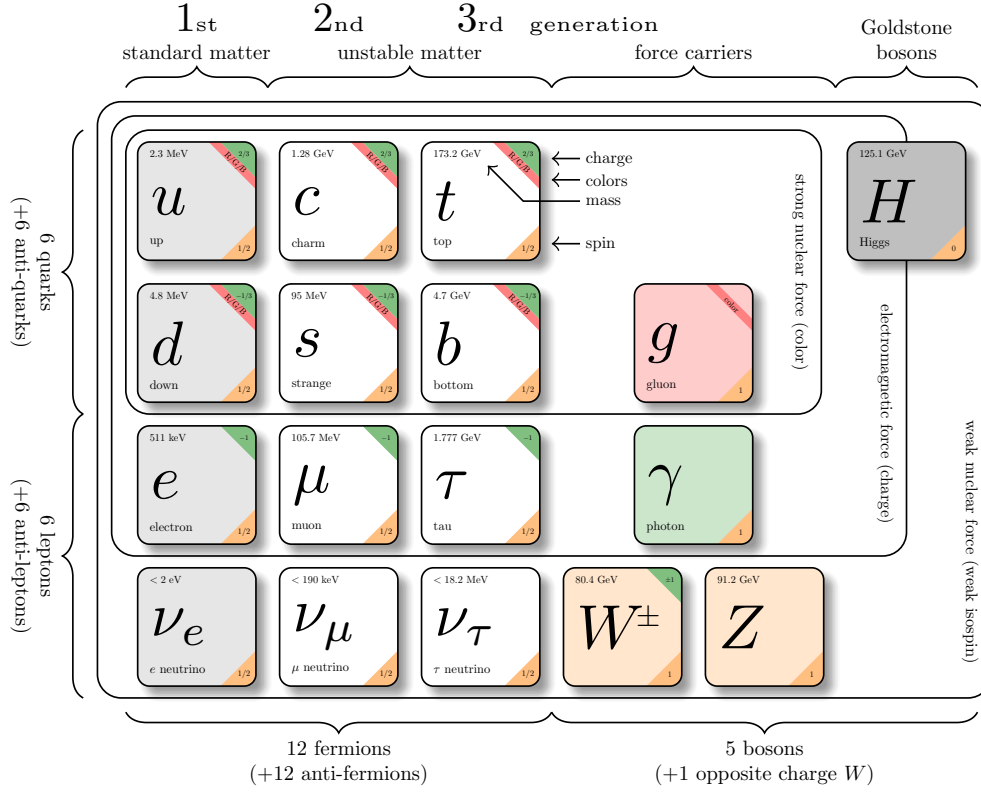 1st 2nd 3rd generation
standard matter
unstable matter
force carriers
Goldstone
bosons
6 quarks
(+6 anti-quarks)
6 leptons
(+6 anti-leptons)
2.3 MeV
2/3
R/G/B
u
up
1/2
1.28 GeV
2/3
R/G/B
c
charm
1/2
173.2 GeV
2/3
R/G/B
t
top
1/2
charge
colors
mass
spin
125.1 GeV
H
Higgs
0
4.8 MeV
−1/3
R/G/B
d
down
1/2
95 MeV
−1/3
R/G/B
s
strange
1/2
4.7 GeV
−1/3
R/G/B
b
bottom
1/2
color
g
gluon
1
strong nuclear force (color)
electromagnetic force (charge)
weak nuclear force (weak isospin)
511 keV
−1
e
electron
1/2
105.7 MeV
−1
μ
muon
1/2
1.777 GeV
−1
τ
tau
1/2
γ
photon
1
< 2 eV
νe
e neutrino
1/2
< 190 keV
νμ
μ neutrino
1/2
< 18.2 MeV
ντ
τ neutrino
1/2
80.4 GeV
±1
W±
1
91.2 GeV
Z
1
12 fermions
(+12 anti-fermions)
5 bosons
(+1 opposite charge W)